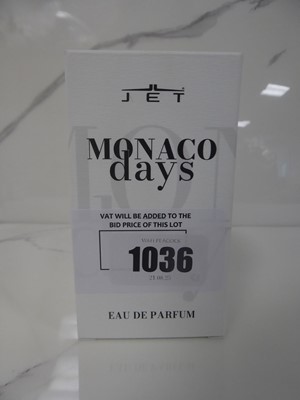 JET
MONACO
days
VAT WILL BE ADDED TO THE
BID PRICE OF THIS LOT
1036
EAU DE PARFUM